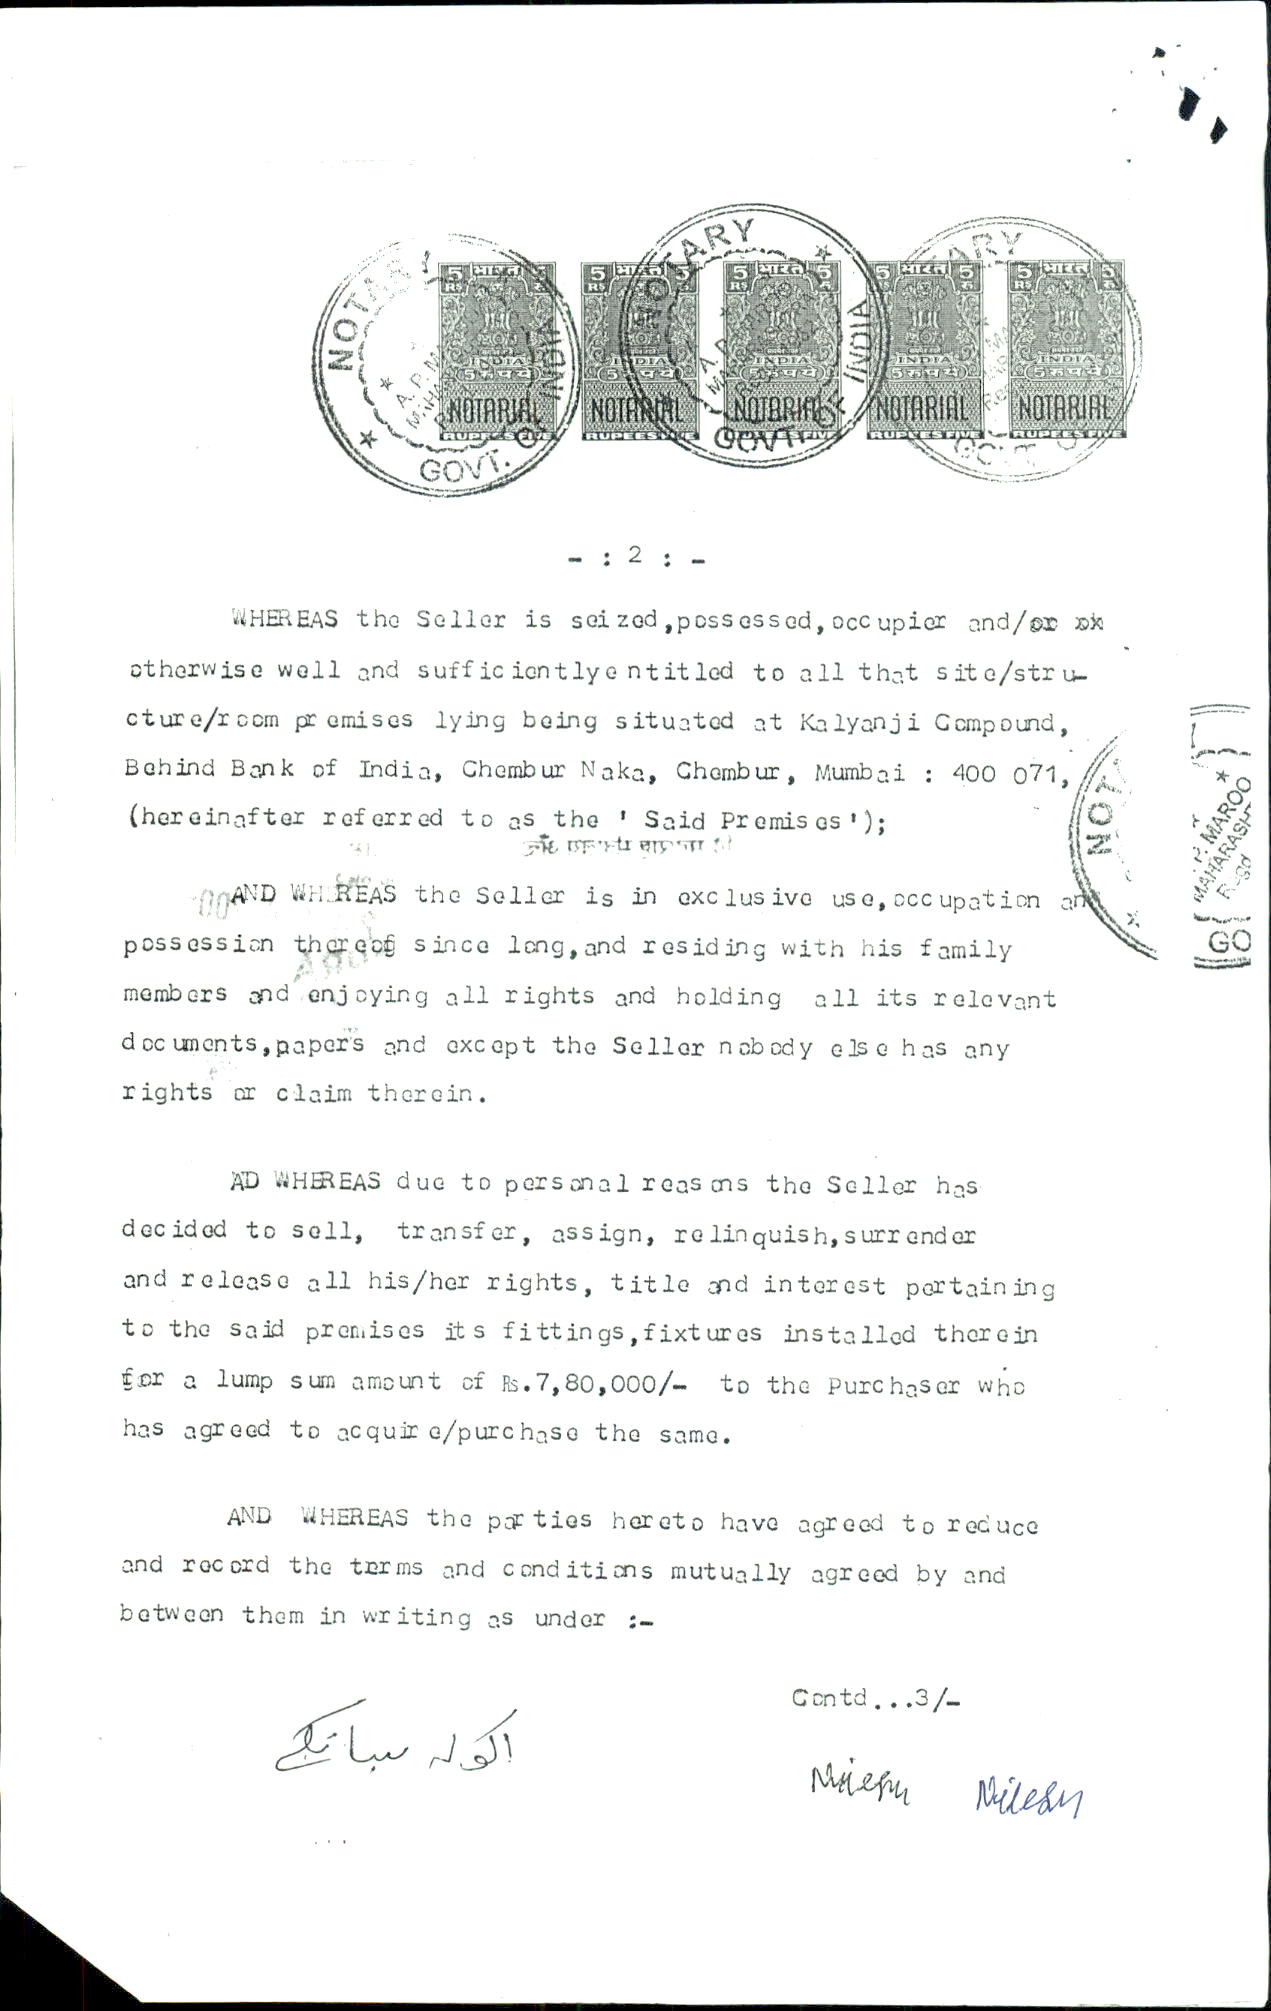 NOTARY
GOVT. OF INDIA
NOTARY
GOVT. OF INDIA
ARY
5 भारत 5
RS रु.
INDIA
5 रुपये
NOTARIAL
RUPEES FIVE
5 भारत 5
RS रु.
INDIA
5 रुपये
NOTARIAL
RUPEES FIVE
5 भारत 5
RS रु.
INDIA
5 रुपये
NOTARIAL
RUPEES FIVE
5 भारत 5
RS रु.
INDIA
5 रुपये
NOTARIAL
RUPEES FIVE
5 भारत 5
RS रु.
INDIA
5 रुपये
NOTARIAL
RUPEES FIVE
- : 2 : -
WHEREAS the Seller is seized,possessed,occupier and/or
otherwise well and sufficientlyentitled to all that site/stru-
cture/room premises lying being situated at Kalyanji Compound,
Behind Bank of India, Chembur Naka, Chembur, Mumbai : 400 071,
(hereinafter referred to as the ' Said Premises');
AND WHEREAS the Seller is in exclusive use,occupation an
possession thereof since long,and residing with his family
members and enjoying all rights and holding all its relevant
documents,papers and except the Seller nobody else has any
rights or claim therein.
NOT
P. MAROO
MAHARASH
GO
AD WHEREAS due to personal reasons the Seller has
decided to sell, transfer, assign, relinquish,surrender
and release all his/her rights, title and interest pertaining
to the said premises its fittings,fixtures installed therein
for a lump sum amount of Rs.7,80,000/- to the Purchaser who
has agreed to acquire/purchase the same.
AND WHEREAS the parties hereto have agreed to reduce
and record the terms and conditions mutually agreed by and
between them in writing as under :-
Contd...3/-
Nilesh
Nilesh